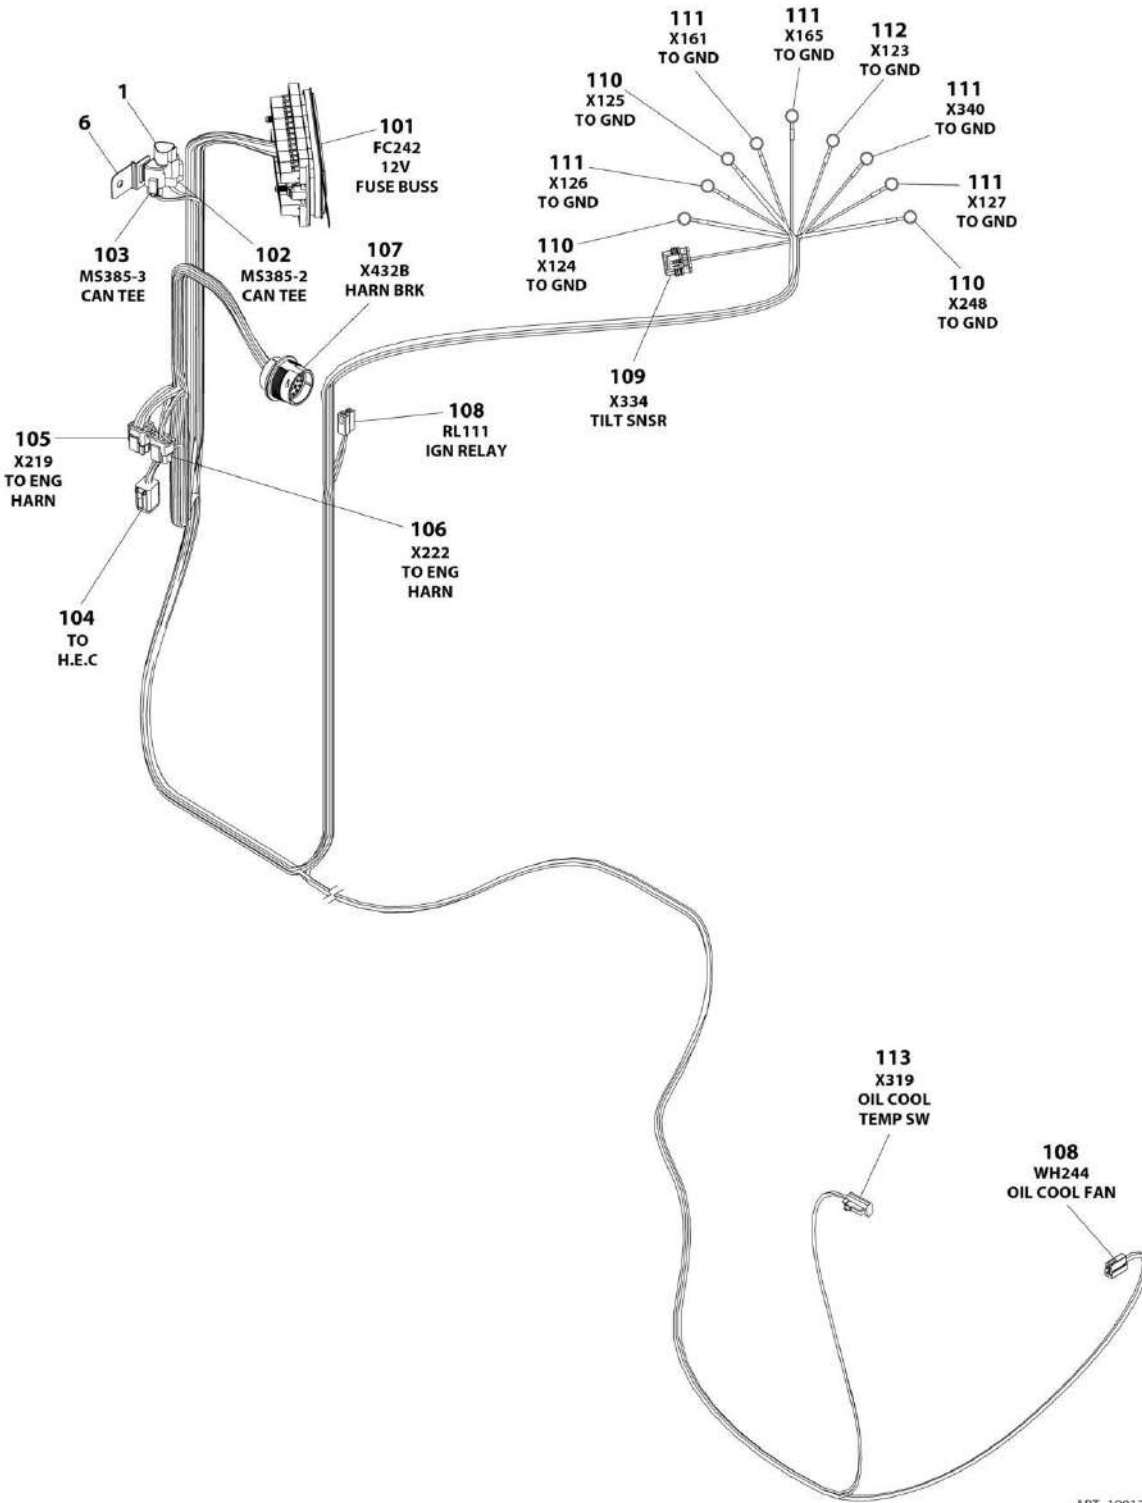 111
X161
TO GND
111
X165
TO GND
112
X123
TO GND
110
X125
TO GND
111
X340
TO GND
1
6
101
FC242
12V
FUSE BUSS
111
X126
TO GND
111
X127
TO GND
103
MS385-3
CAN TEE
102
MS385-2
CAN TEE
107
X432B
HARN BRK
110
X124
TO GND
110
X248
TO GND
109
X334
TILT SNSR
108
RL111
IGN RELAY
105
X219
TO ENG
HARN
106
X222
TO ENG
HARN
104
TO
H.E.C
113
X319
OIL COOL
TEMP SW
108
WH244
OIL COOL FAN